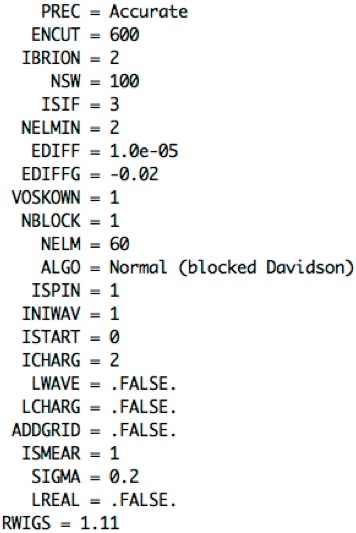 PREC = Accurate
ENCUT = 600
IBRION = 2
NSW = 100
ISIF = 3
NELMIN = 2
EDIFF = 1.0e-05
EDIFFG = -0.02
VOSKOWN = 1
NBLOCK = 1
NELM = 60
ALGO = Normal (blocked Davidson)
ISPIN = 1
INIWAV = 1
ISTART = 0
ICHARG = 2
LWAVE = .FALSE.
LCHARG = .FALSE.
ADDGRID = .FALSE.
ISMEAR = 1
SIGMA = 0.2
LREAL = .FALSE.
RWIGS = 1.11